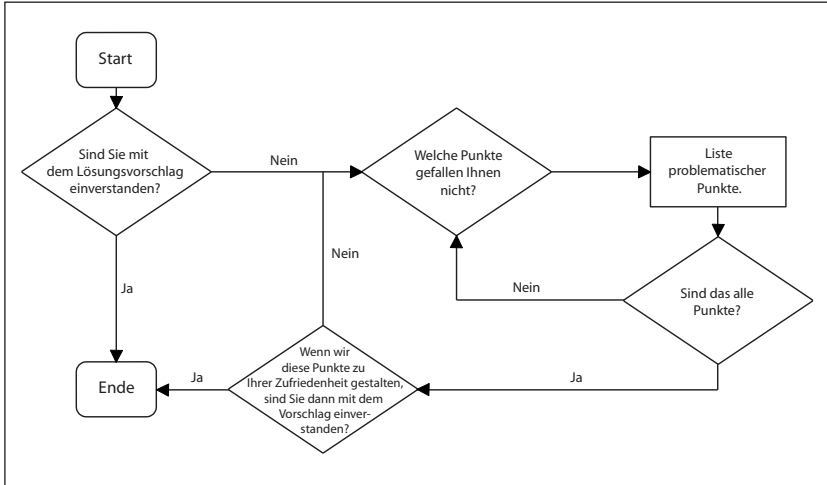 Start
Sind Sie mit
dem Lösungsvorschlag
einverstanden?
Nein
Welche Punkte
gefallen Ihnen
nicht?
Liste
problematischer
Punkte.
Nein
Nein
Sind das alle
Punkte?
Ja
Ende
Ja
Wenn wir
diese Punkte zu
Ihrer Zufriedenheit gestalten,
sind Sie dann mit dem
Vorschlag einver-
standen?
Ja